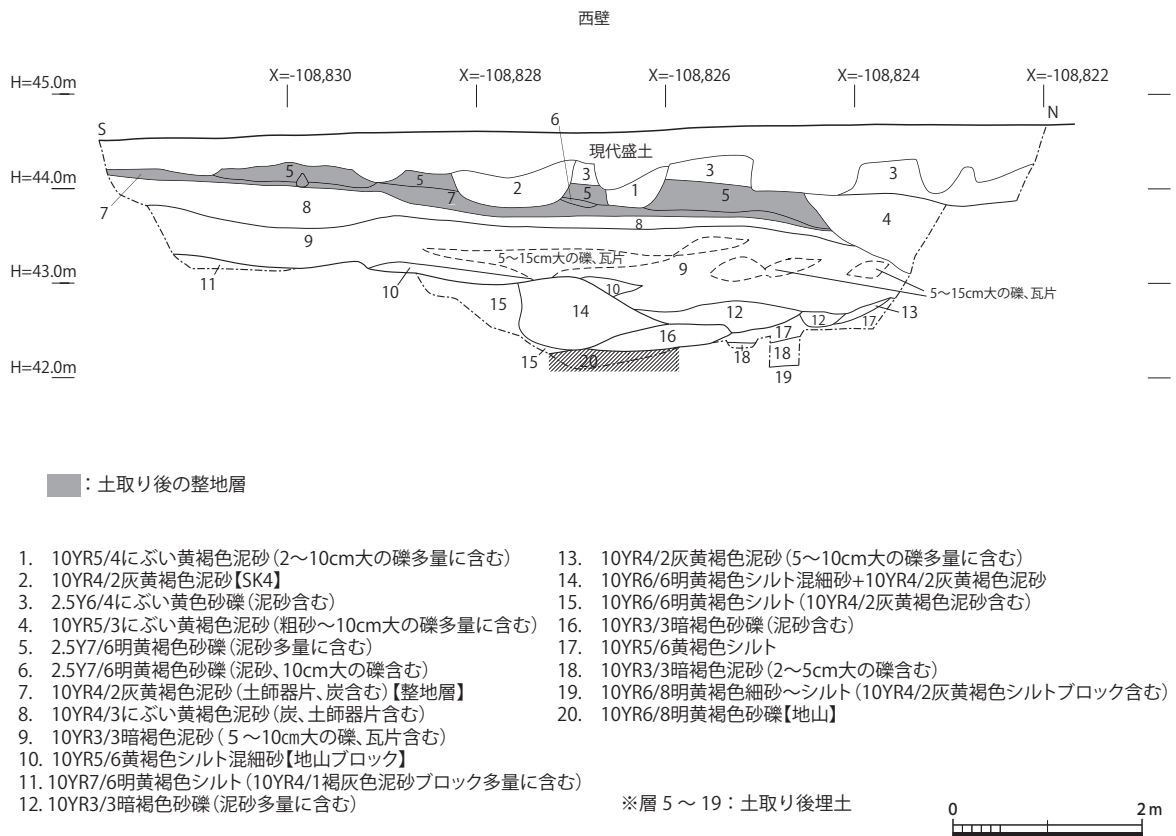 西壁
X=-108,830 X=-108,828 X=-108,826 X=-108,824 X=-108,822
H=45.0m
S
6
N
現代盛土
H=44.0m
5 5 2 3 5 1 3 5 3
7 8 7 8 4
9 5～15cm大の礫、瓦片 9
H=43.0m
11 10 10 5～15cm大の礫、瓦片
15 14 12 12 17 13
16 17
15 20 18 18
H=42.0m
19
：土取り後の整地層
1. 10YR5/4にぶい黄褐色泥砂（2～10cm大の礫多量に含む）
2. 10YR4/2灰黄褐色泥砂【SK4】
3. 2.5Y6/4にぶい黄色砂礫（泥砂含む）
4. 10YR5/3にぶい黄褐色泥砂（粗砂～10cm大の礫多量に含む）
5. 2.5Y7/6明黄褐色砂礫（泥砂多量に含む）
6. 2.5Y7/6明黄褐色砂礫（泥砂、10cm大の礫含む）
7. 10YR4/2灰黄褐色泥砂（土師器片、炭含む）【整地層】
8. 10YR4/3にぶい黄褐色泥砂（炭、土師器片含む）
9. 10YR3/3暗褐色泥砂（５～10㎝大の礫、瓦片含む）
10. 10YR5/6黄褐色シルト混細砂【地山ブロック】
11. 10YR7/6明黄褐色シルト（10YR4/1褐灰色泥砂ブロック多量に含む）
12. 10YR3/3暗褐色砂礫（泥砂多量に含む）
13. 10YR4/2灰黄褐色泥砂（5～10cm大の礫多量に含む）
14. 10YR6/6明黄褐色シルト混細砂+10YR4/2灰黄褐色泥砂
15. 10YR6/6明黄褐色シルト（10YR4/2灰黄褐色泥砂含む）
16. 10YR3/3暗褐色砂礫（泥砂含む）
17. 10YR5/6黄褐色シルト
18. 10YR3/3暗褐色泥砂（2～5cm大の礫含む）
19. 10YR6/8明黄褐色細砂～シルト（10YR4/2灰黄褐色シルトブロック含む）
20. 10YR6/8明黄褐色砂礫【地山】
※層５～19：土取り後埋土
0 2m